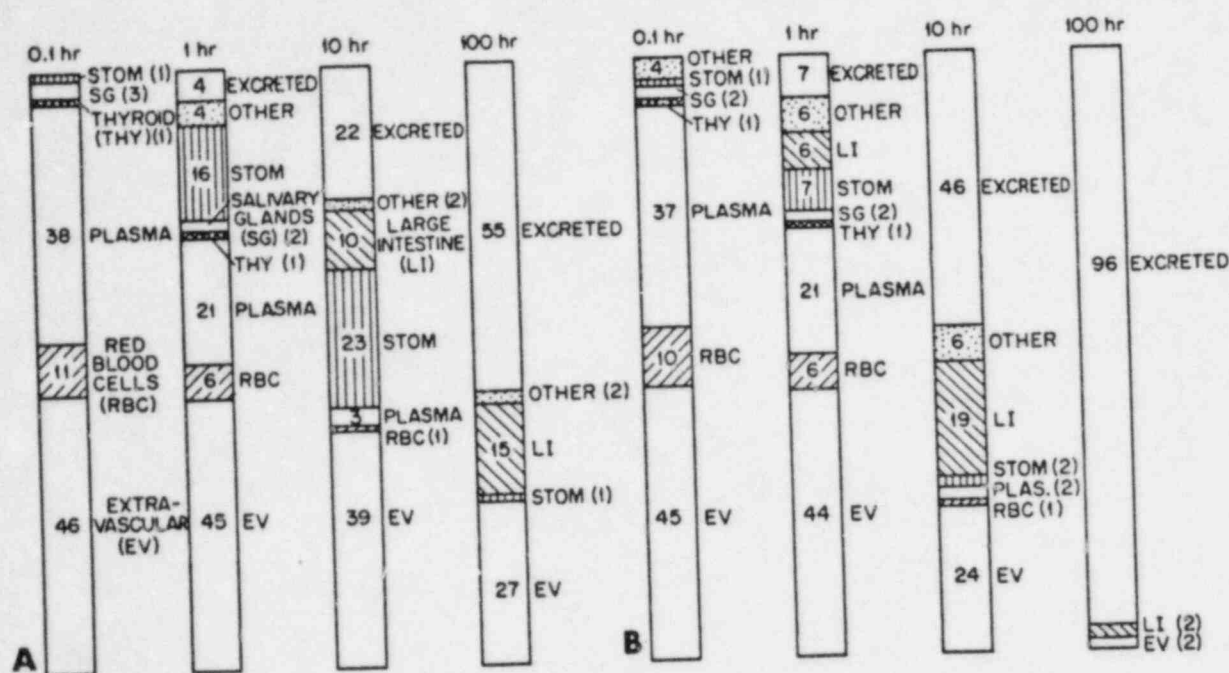 0.1 hr
STOM (1)
SG (3)
THYROID
(THY)(1)
38 PLASMA
11
RED
BLOOD
CELLS
(RBC)
46
EXTRA-
VASCULAR
(EV)
1 hr
4 EXCRETED
4 OTHER
16 STOM
SALIVARY
GLANDS
(SG) (2)
THY (1)
21 PLASMA
6 RBC
45 EV
10 hr
22 EXCRETED
OTHER (2)
10
LARGE
INTESTINE
(LI)
23 STOM
3 PLASMA
RBC (1)
39 EV
100 hr
55 EXCRETED
OTHER (2)
15 LI
STOM (1)
27 EV
A
0.1 hr
4 OTHER
STOM (1)
SG (2)
THY (1)
37 PLASMA
10 RBC
45 EV
1 hr
7 EXCRETED
6 OTHER
6 LI
7 STOM
SG (2)
THY (1)
21 PLASMA
6 RBC
44 EV
10 hr
46 EXCRETED
6 OTHER
19 LI
STOM (2)
PLAS. (2)
RBC (1)
24 EV
100 hr
96 EXCRETED
LI (2)
EV (2)
B